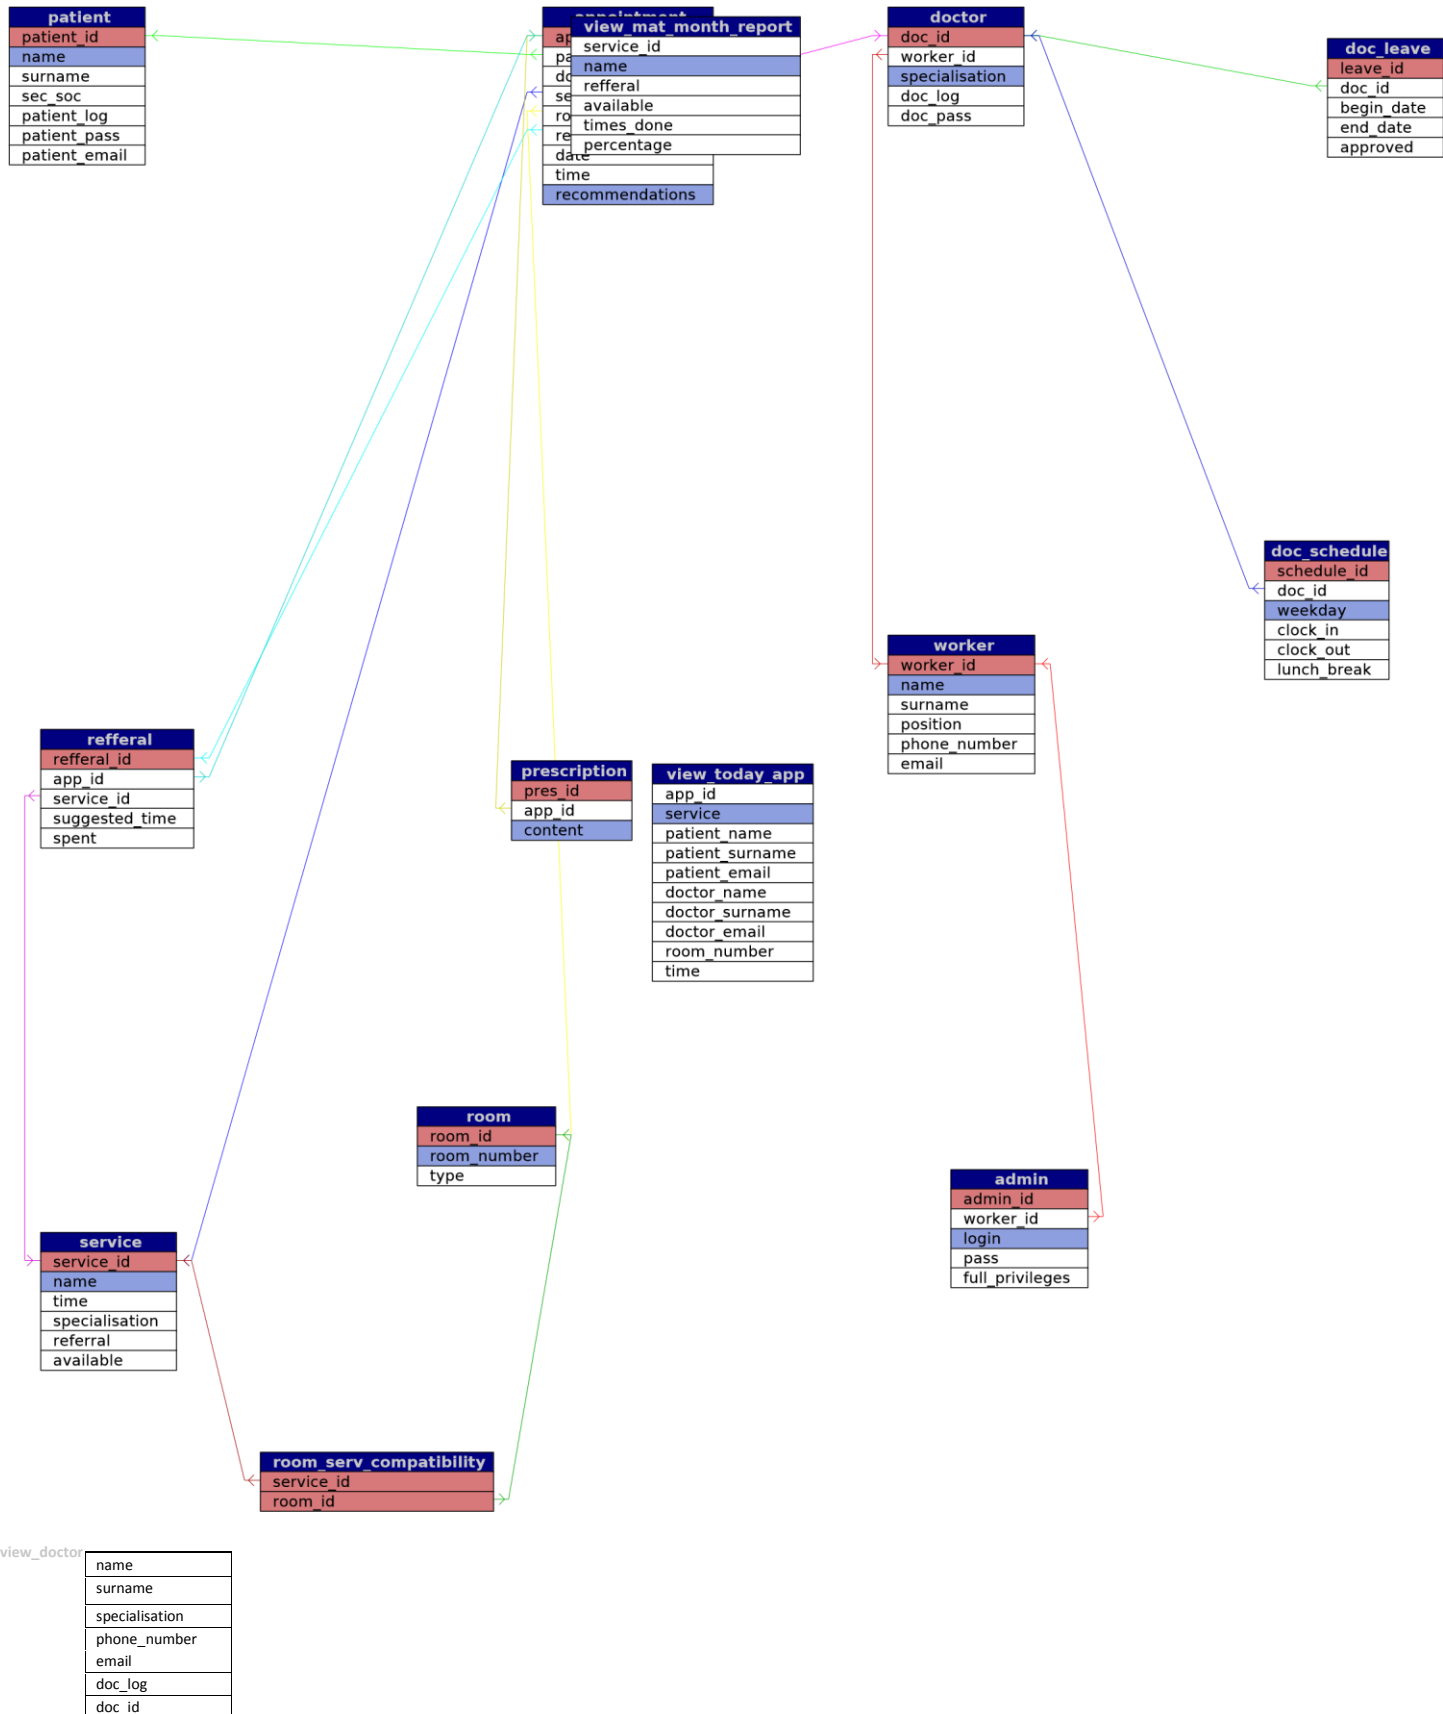 patient
patient_id
name
surname
sec_soc
patient_log
patient_pass
patient_email
appointment
date
time
recommendations
view_mat_month_report
service_id
name
refferal
available
times_done
percentage
doctor
doc_id
worker_id
specialisation
doc_log
doc_pass
doc_leave
leave_id
doc_id
begin_date
end_date
approved
doc_schedule
schedule_id
doc_id
weekday
clock_in
clock_out
lunch_break
worker
worker_id
name
surname
position
phone_number
email
refferal
refferal_id
app_id
service_id
suggested_time
spent
prescription
pres_id
app_id
content
view_today_app
app_id
service
patient_name
patient_surname
patient_email
doctor_name
doctor_surname
doctor_email
room_number
time
room
room_id
room_number
type
admin
admin_id
worker_id
login
pass
full_privileges
service
service_id
name
time
specialisation
referral
available
room_serv_compatibility
service_id
room_id
view_doctor
name
surname
specialisation
phone_number
email
doc_log
doc_id